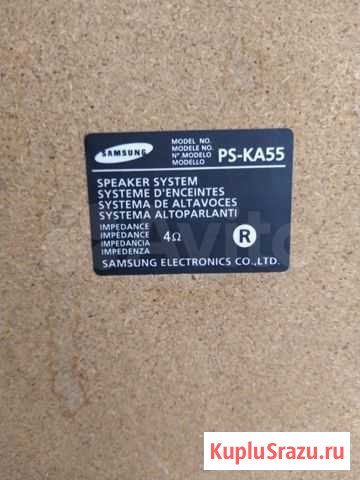 SAMSUNG
MODEL NO.
MODELE NO.
N° MODELO
MODELLO
PS-KA55
SPEAKER SYSTEM
SYSTEME D'ENCEINTES
SYSTEMA DE ALTAVOCES
SYSTEMA ALTOPARLANTI
IMPEDANCE
IMPEDANCE
IMPEDANCIA
IMPEDENZA
4Ω
R
SAMSUNG ELECTRONICS CO.,LTD.
Avito
KupluSrazu.ru